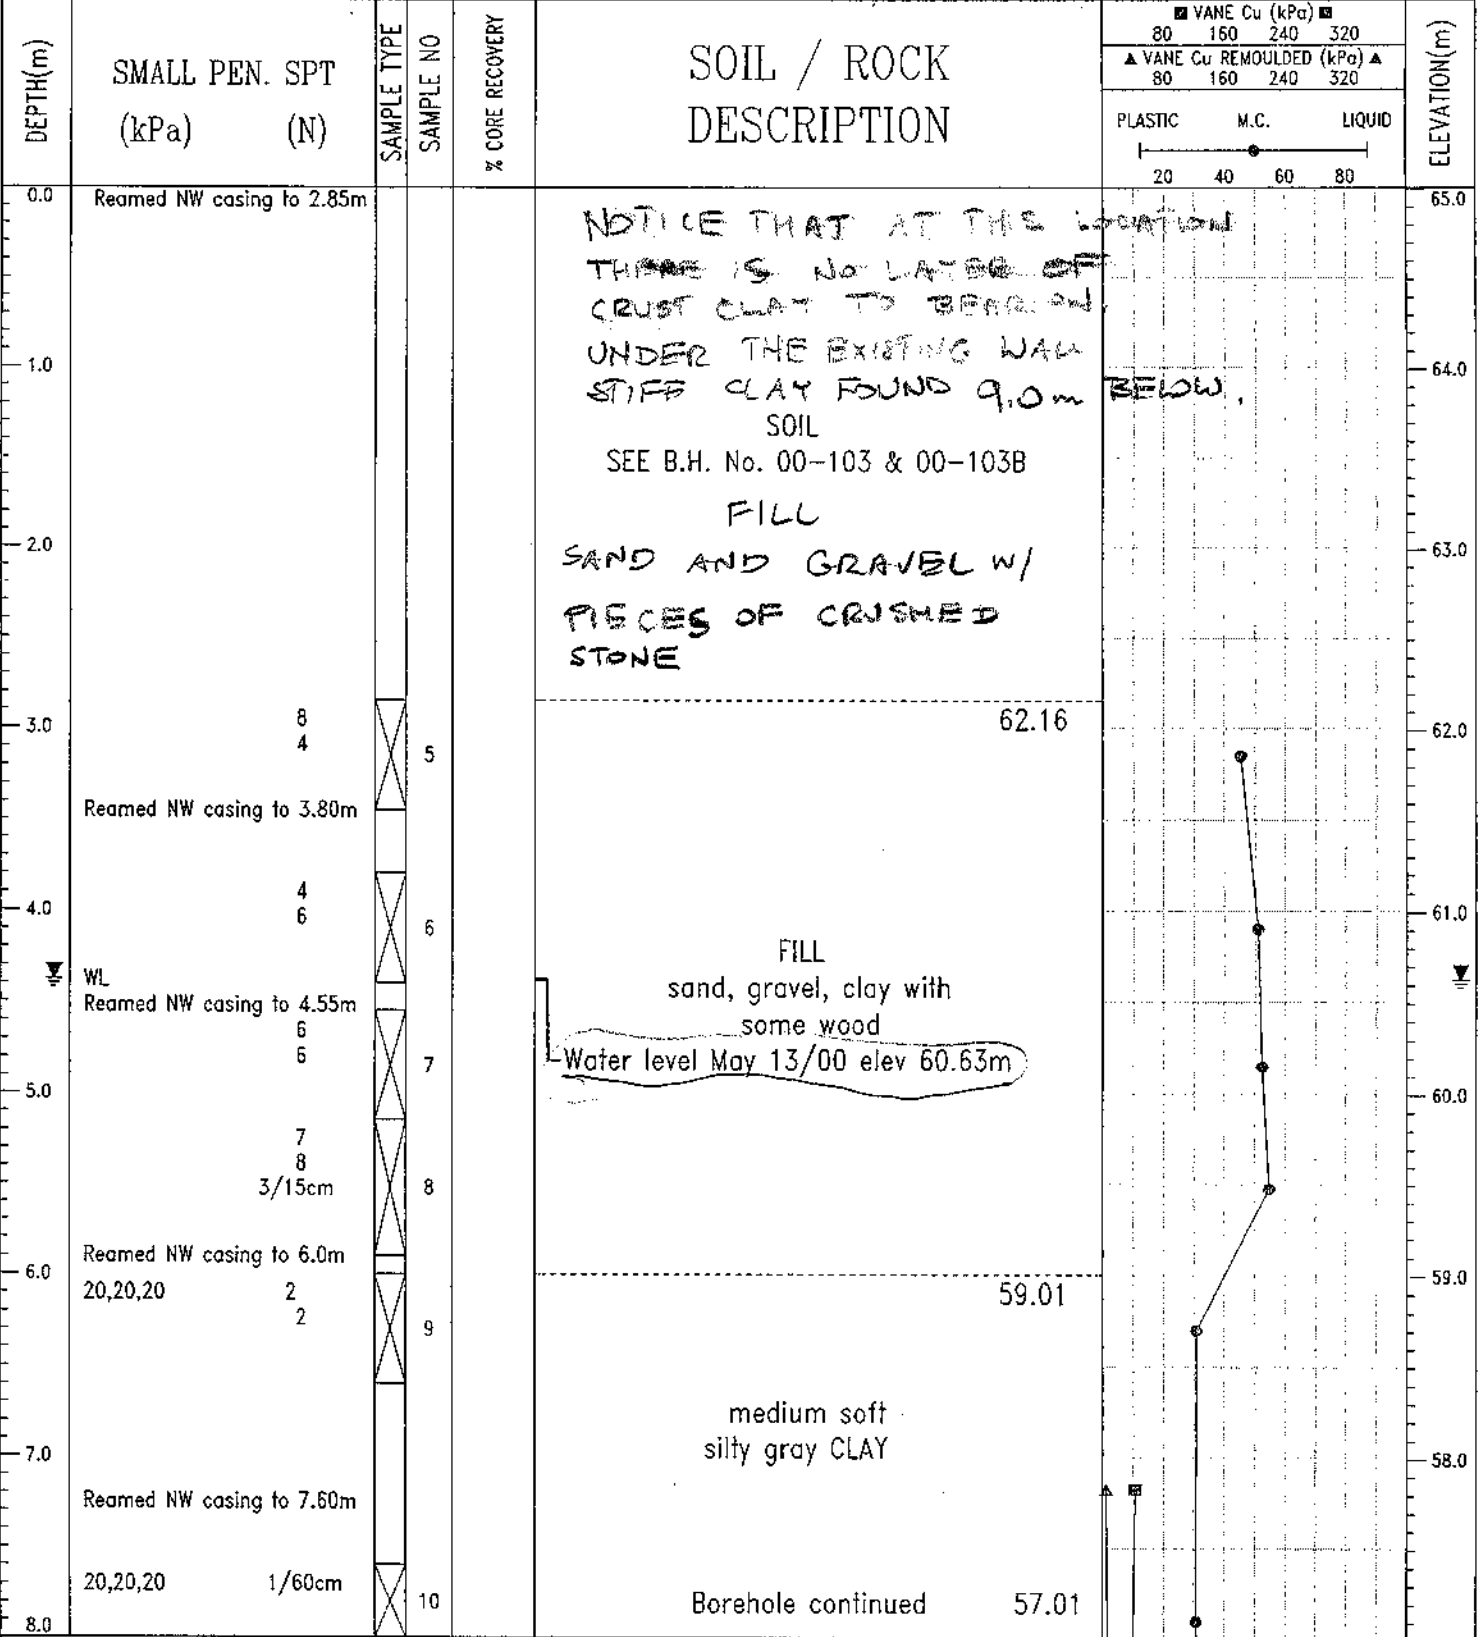 DEPTH(m)
SMALL PEN. SPT
(kPa) (N)
SAMPLE TYPE
SAMPLE NO
% CORE RECOVERY
SOIL / ROCK
DESCRIPTION
VANE Cu (kPa)
80 160 240 320
VANE Cu REMOULDED (kPa)
80 160 240 320
PLASTIC M.C. LIQUID
20 40 60 80
ELEVATION(m)
0.0 Reamed NW casing to 2.85m 65.0
NOTICE THAT AT THIS LOCATION
THERE IS NO LAYER OF
CRUST CLAY TO BEAR ON
UNDER THE EXISTING WALL
1.0 64.0
STIFF CLAY FOUND 9.0m BELOW.
SOIL
SEE B.H. No. 00-103 & 00-103B
FILL
2.0 63.0
SAND AND GRAVEL W/
PIECES OF CRUSHED
STONE
8 62.16
3.0 62.0
4
5
Reamed NW casing to 3.80m
4
4.0 61.0
6
6
FILL
WL
sand, gravel, clay with
Reamed NW casing to 4.55m
some wood
6
6 7
Water level May 13/00 elev 60.63m
5.0 60.0
7
8
3/15cm 8
Reamed NW casing to 6.0m
6.0 59.0
20,20,20 2 59.01
2
9
medium soft
silty gray CLAY
7.0 58.0
Reamed NW casing to 7.60m
20,20,20 1/60cm
10 Borehole continued 57.01
8.0